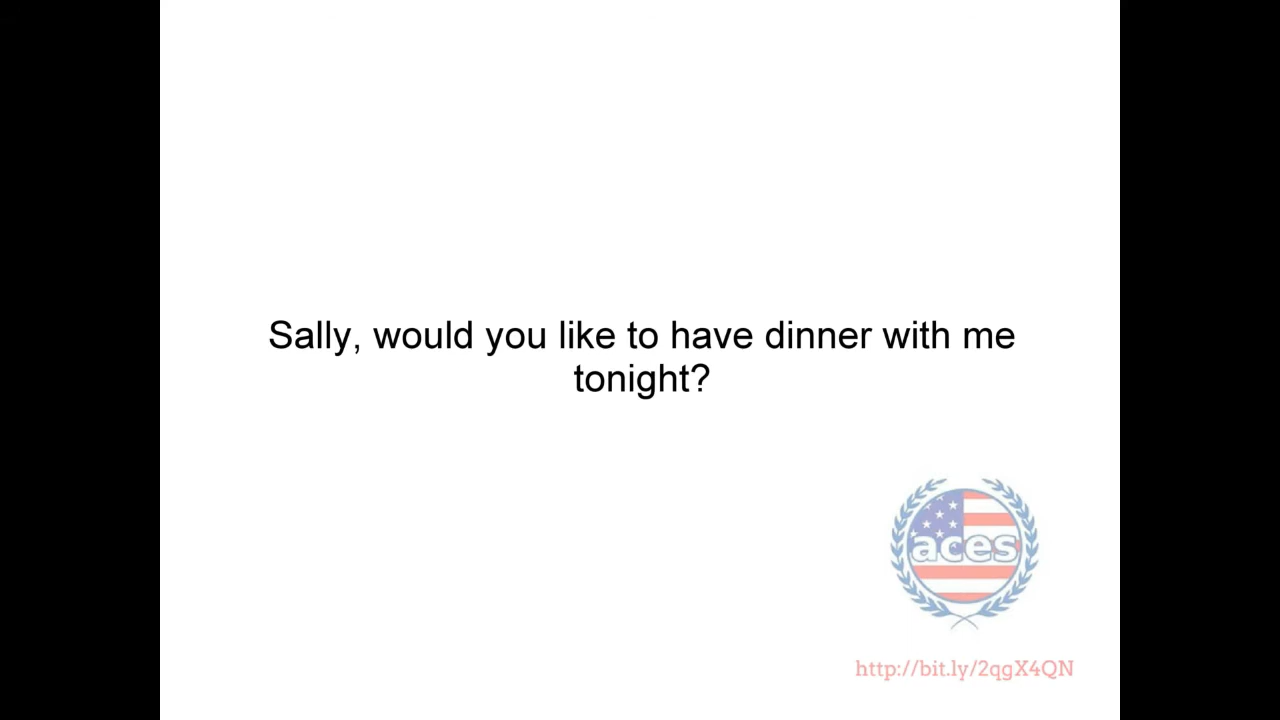 Sally, would you like to have dinner with me
tonight?
aces
http://bit.ly/2qgX4QN